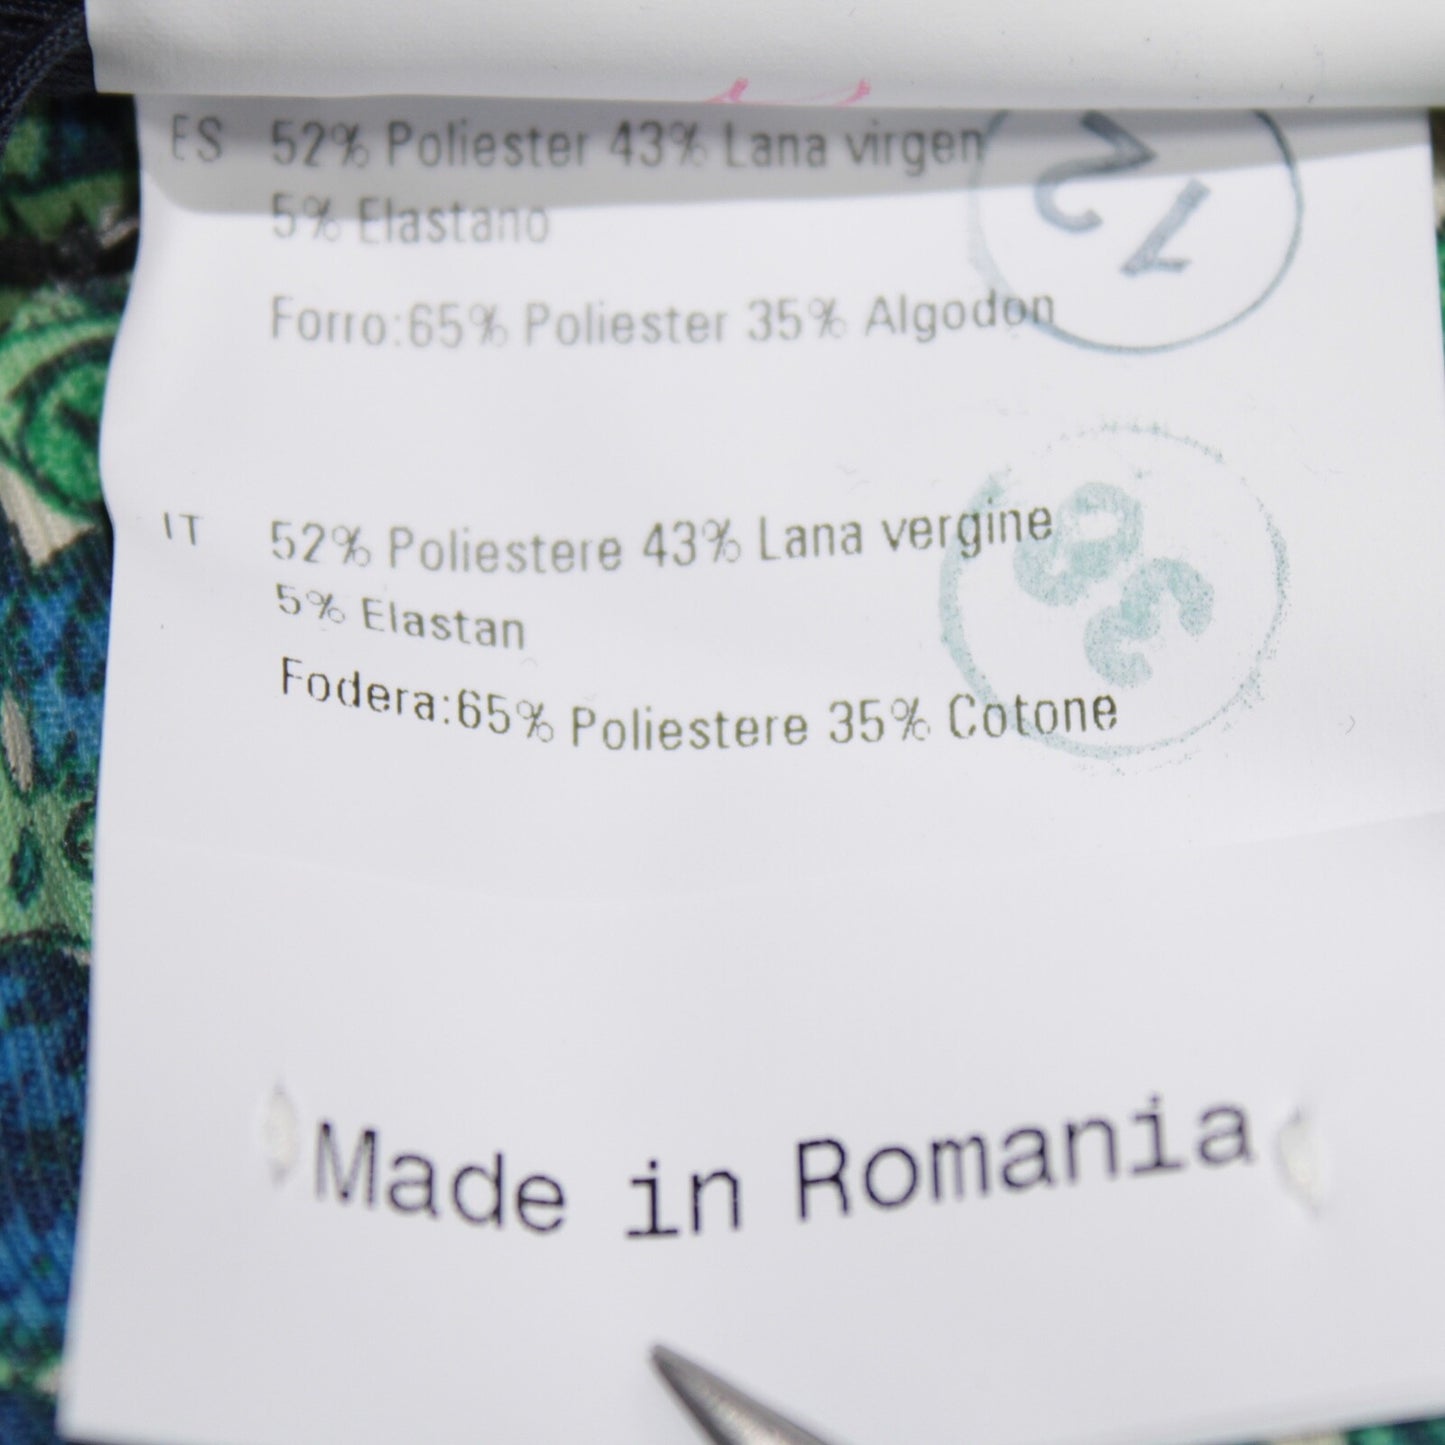 ES 52% Poliester 43% Lana virgen
5% Elastano
Forro:65% Poliester 35% Algodon
IT 52% Poliestere 43% Lana vergine
5% Elastan
Fodera:65% Poliestere 35% Cotone
Made in Romania